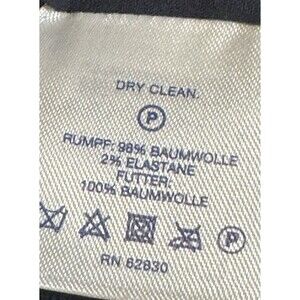 DRY CLEAN.
P
RUMPF: 98% BAUMWOLLE
2% ELASTANE
FUTTER:
100% BAUMWOLLE
P
RN 62830